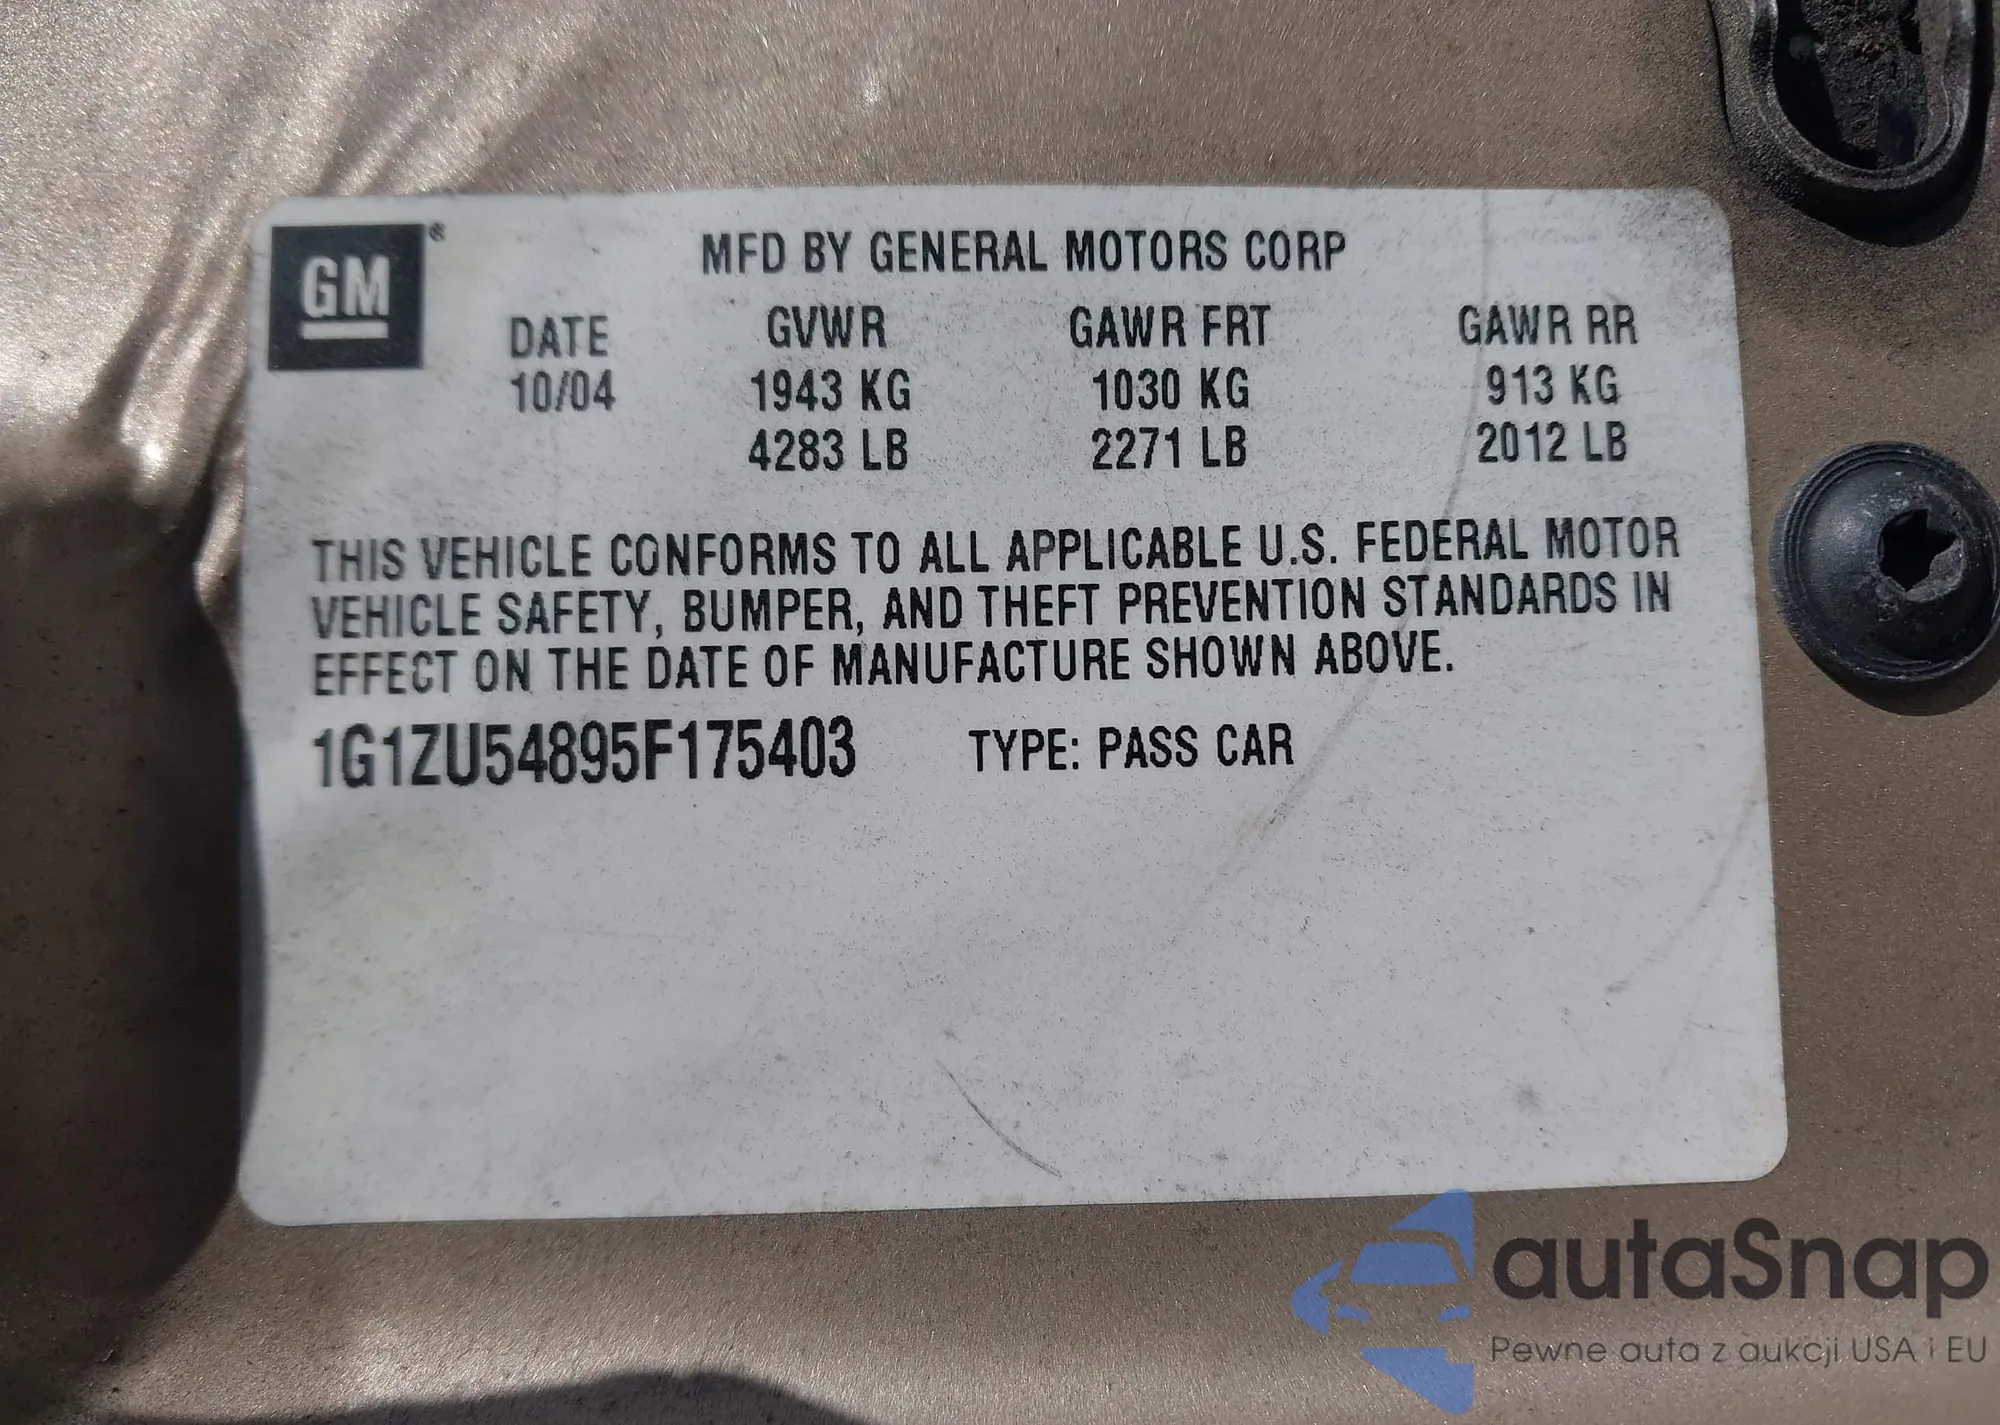 GM ®
MFD BY GENERAL MOTORS CORP
DATE GVWR GAWR FRT GAWR RR
10/04 1943 KG 1030 KG 913 KG
4283 LB 2271 LB 2012 LB
THIS VEHICLE CONFORMS TO ALL APPLICABLE U.S. FEDERAL MOTOR
VEHICLE SAFETY, BUMPER, AND THEFT PREVENTION STANDARDS IN
EFFECT ON THE DATE OF MANUFACTURE SHOWN ABOVE.
1G1ZU54895F175403 TYPE: PASS CAR
autaSnap
Pewne auta z aukcji USA i EU